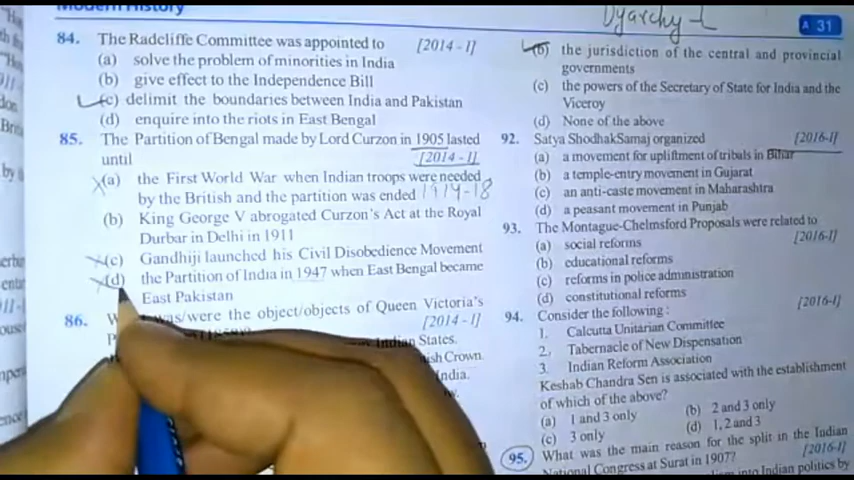 Modern History
Dyarchy - L
A 31
84. The Radcliffe Committee was appointed to [2014 - I]
(a) solve the problem of minorities in India
(b) give effect to the Independence Bill
(c) delimit the boundaries between India and Pakistan
(d) enquire into the riots in East Bengal
85. The Partition of Bengal made by Lord Curzon in 1905 lasted
until [2014 - I]
(a) the First World War when Indian troops were needed
by the British and the partition was ended 1914-18
(b) King George V abrogated Curzon's Act at the Royal
Durbar in Delhi in 1911
(c) Gandhiji launched his Civil Disobedience Movement
(d) the Partition of India in 1947 when East Bengal became
East Pakistan
86. was/were the object/objects of Queen Victoria's
[2014 - I]
Indian States.
Crown.
India.
(b) the jurisdiction of the central and provincial
governments
(c) the powers of the Secretary of State for India and the
Viceroy
(d) None of the above
92. Satya ShodhakSamaj organized [2016-I]
(a) a movement for upliftment of tribals in Bihar
(b) a temple-entry movement in Gujarat
(c) an anti-caste movement in Maharashtra
(d) a peasant movement in Punjab
93. The Montague-Chelmsford Proposals were related to
(a) social reforms [2016-I]
(b) educational reforms
(c) reforms in police administration
(d) constitutional reforms
94. Consider the following : [2016-I]
1. Calcutta Unitarian Committee
2. Tabernacle of New Dispensation
3. Indian Reform Association
Keshab Chandra Sen is associated with the establishment
of which of the above?
(a) 1 and 3 only (b) 2 and 3 only
(c) 3 only (d) 1, 2 and 3
95. What was the main reason for the split in the Indian
National Congress at Surat in 1907? [2016-I]
into Indian politics by